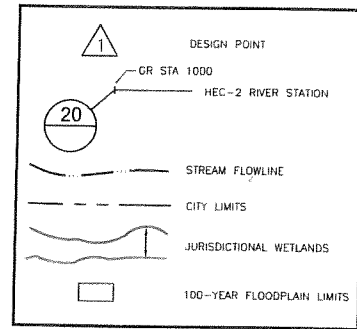 1
DESIGN POINT
GR STA 1000
HEC-2 RIVER STATION
20
STREAM FLOWLINE
CITY LIMITS
JURISDICTIONAL WETLANDS
100-YEAR FLOODPLAIN LIMITS